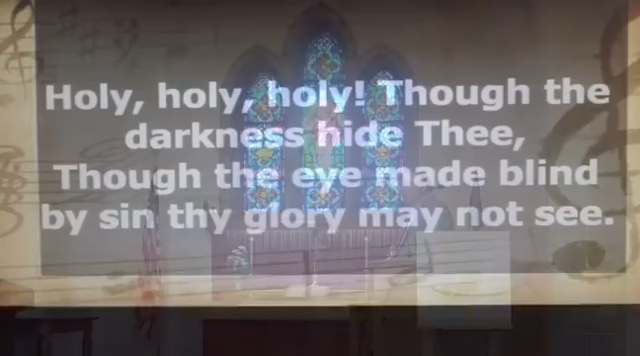 Holy, holy, holy! Though the
darkness hide Thee,
Though the eye made blind
by sin thy glory may not see.